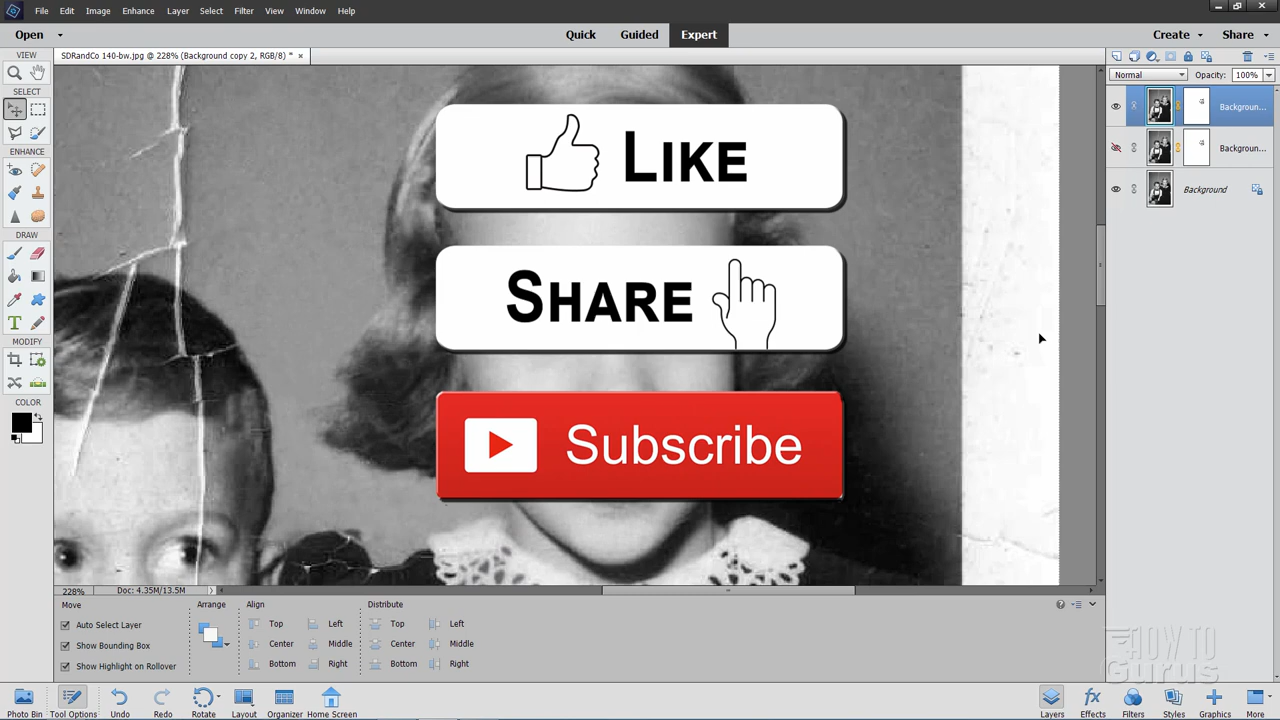 File Edit Image Enhance Layer Select Filter View Window Help
Open Quick Guided Expert Create Share
VIEW
SDRandCo 140-bw.jpg @ 228% (Background copy 2, RGB/8) * ×
Normal Opacity: 100%
SELECT
Backgroun...
LIKE
ENHANCE
Backgroun...
Background
DRAW
SHARE
MODIFY
COLOR
Subscribe
228% Doc: 4.35M/13.5M
Move Arrange Align Distribute
Auto Select Layer Top Left Top Left
Show Bounding Box Center Middle Center Middle
Show Highlight on Rollover Bottom Right Bottom Right
HOW TO
Gurus
Photo Bin Tool Options Undo Redo Rotate Layout Organizer Home Screen Layers Effects Filters Styles Graphics More